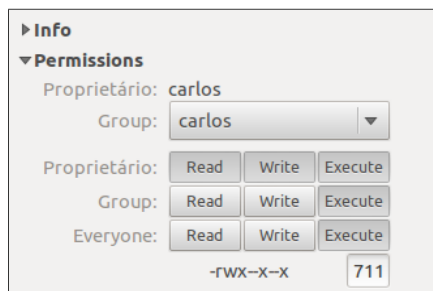 Info
Permissions
Proprietário: carlos
Group: carlos
Proprietário: Read Write Execute
Group: Read Write Execute
Everyone: Read Write Execute
-rwx--x--x 711